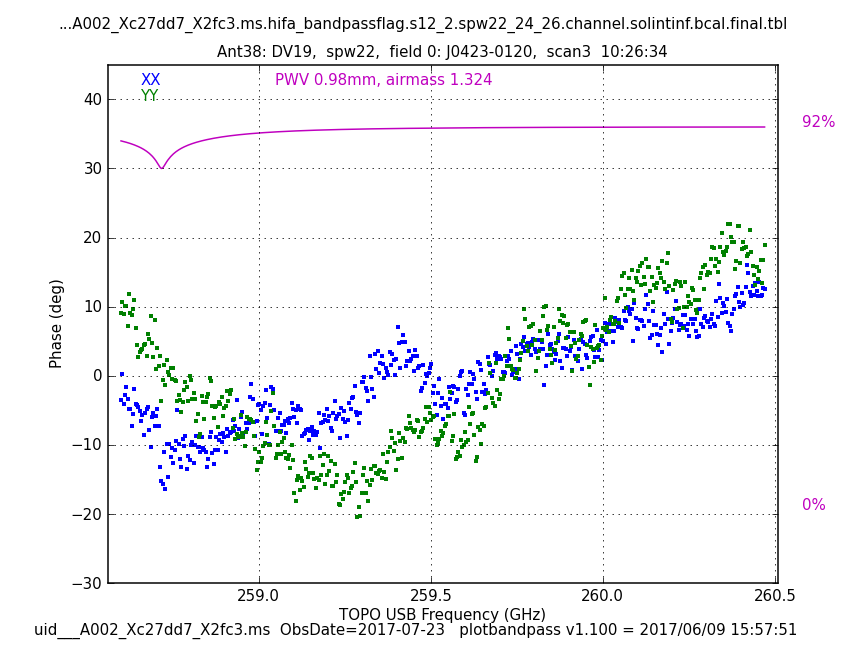 ...A002_Xc27dd7_X2fc3.ms.hifa_bandpassflag.s12_2.spw22_24_26.channel.solintinf.bcal.final.tbl
Ant38: DV19, spw22, field 0: J0423-0120, scan3 10:26:34
XX
PWV 0.98mm, airmass 1.324
YY
40
92%
30
20
10
0
−10
−20
0%
−30
Phase (deg)
259.0 259.5 260.0 260.5
TOPO USB Frequency (GHz)
uid___A002_Xc27dd7_X2fc3.ms ObsDate=2017-07-23 plotbandpass v1.100 = 2017/06/09 15:57:51